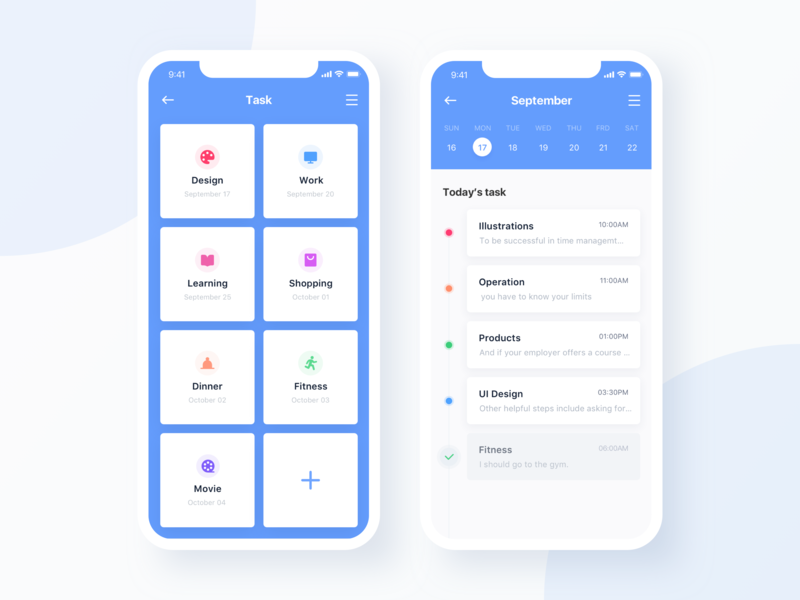 9:41
Task
Design
September 17
Work
September 20
Learning
September 25
Shopping
October 01
Dinner
October 02
Fitness
October 03
Movie
October 04
9:41
September
SUN MON TUE WED THU FRD SAT
16 17 18 19 20 21 22
Today's task
Illustrations 10:00AM
To be successful in time managemt...
Operation 11:00AM
you have to know your limits
Products 01:00PM
And if your employer offers a course ...
UI Design 03:30PM
Other helpful steps include asking for...
Fitness 08:00AM
I should go to the gym.